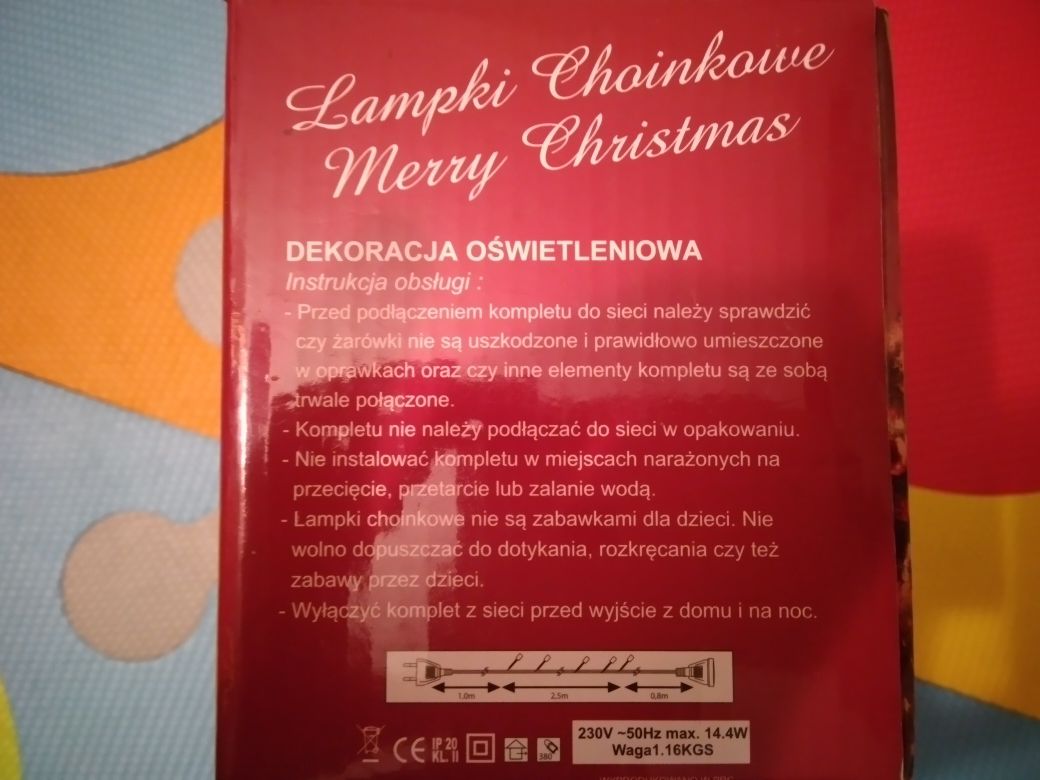 Lampki Choinkowe
Merry Christmas
DEKORACJA OŚWIETLENIOWA
Instrukcja obsługi :
- Przed podłączeniem kompletu do sieci należy sprawdzić
czy żarówki nie są uszkodzone i prawidłowo umieszczone
w oprawkach oraz czy inne elementy kompletu są ze sobą
trwale połączone.
- Kompletu nie należy podłączać do sieci w opakowaniu.
- Nie instalować kompletu w miejscach narażonych na
przecięcie, przetarcie lub zalanie wodą.
- Lampki choinkowe nie są zabawkami dla dzieci. Nie
wolno dopuszczać do dotykania, rozkręcania czy też
zabawy przez dzieci.
- Wyłączyć komplet z sieci przed wyjście z domu i na noc.
1,0m 2,5m 0,8m
CE IP 20 380 230V ~50Hz max. 14.4W
KL II Waga1.16KGS